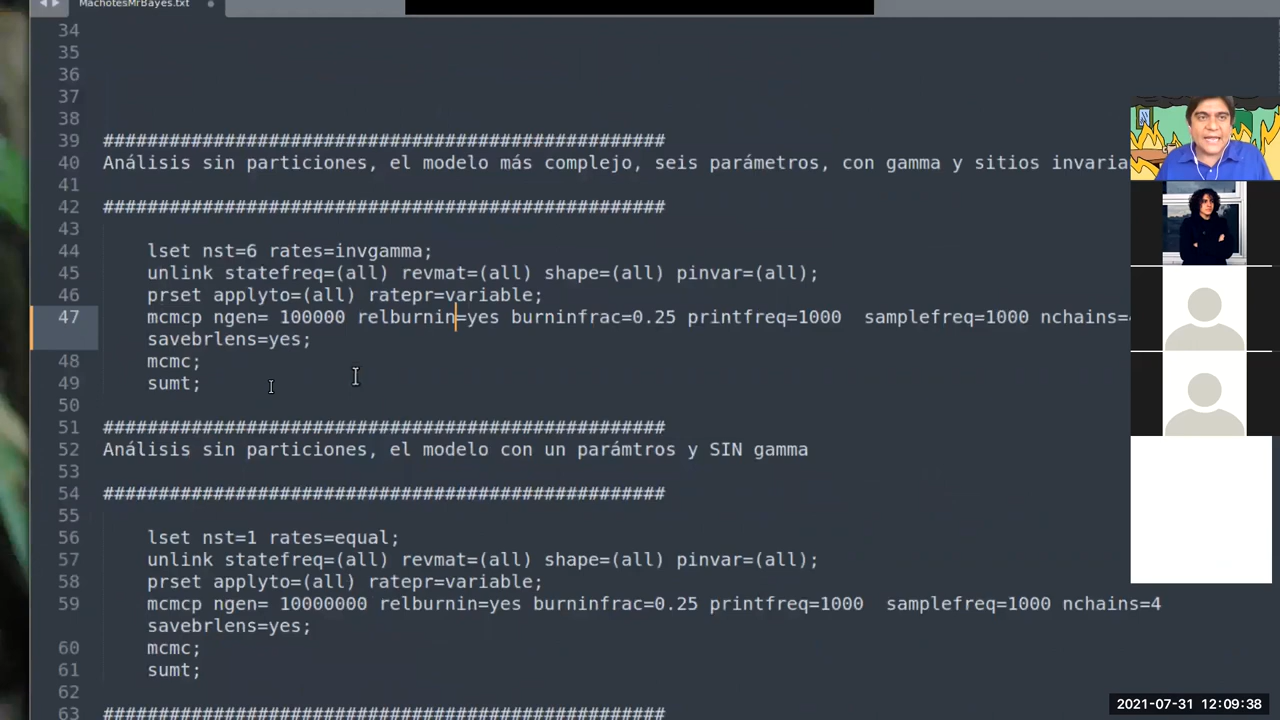 MachotesMrBayes.txt
34
35
36
37
38
39 #################################################
40 Análisis sin particiones, el modelo más complejo, seis parámetros, con gamma y sitios invaria
41
42 #################################################
43
44 lset nst=6 rates=invgamma;
45 unlink statefreq=(all) revmat=(all) shape=(all) pinvar=(all);
46 prset applyto=(all) ratepr=variable;
47 mcmcp ngen= 100000 relburnin=yes burninfrac=0.25 printfreq=1000  samplefreq=1000 nchains=
savebrlens=yes;
48 mcmc;
49 sumt;
50
51 #################################################
52 Análisis sin particiones, el modelo con un parámtros y SIN gamma
53
54 #################################################
55
56 lset nst=1 rates=equal;
57 unlink statefreq=(all) revmat=(all) shape=(all) pinvar=(all);
58 prset applyto=(all) ratepr=variable;
59 mcmcp ngen= 10000000 relburnin=yes burninfrac=0.25 printfreq=1000  samplefreq=1000 nchains=4
savebrlens=yes;
60 mcmc;
61 sumt;
62
63 #################################################
2021-07-31 12:09:38